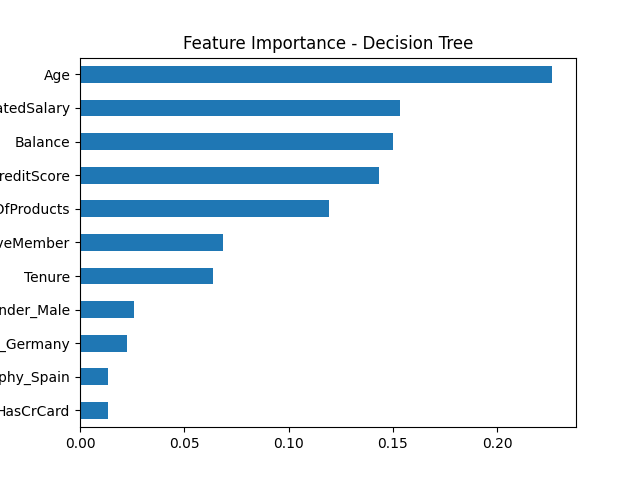 Feature Importance - Decision Tree
Age
atedSalary
Balance
reditScore
OfProducts
veMember
Tenure
nder_Male
_Germany
phy_Spain
HasCrCard
0.00 0.05 0.10 0.15 0.20